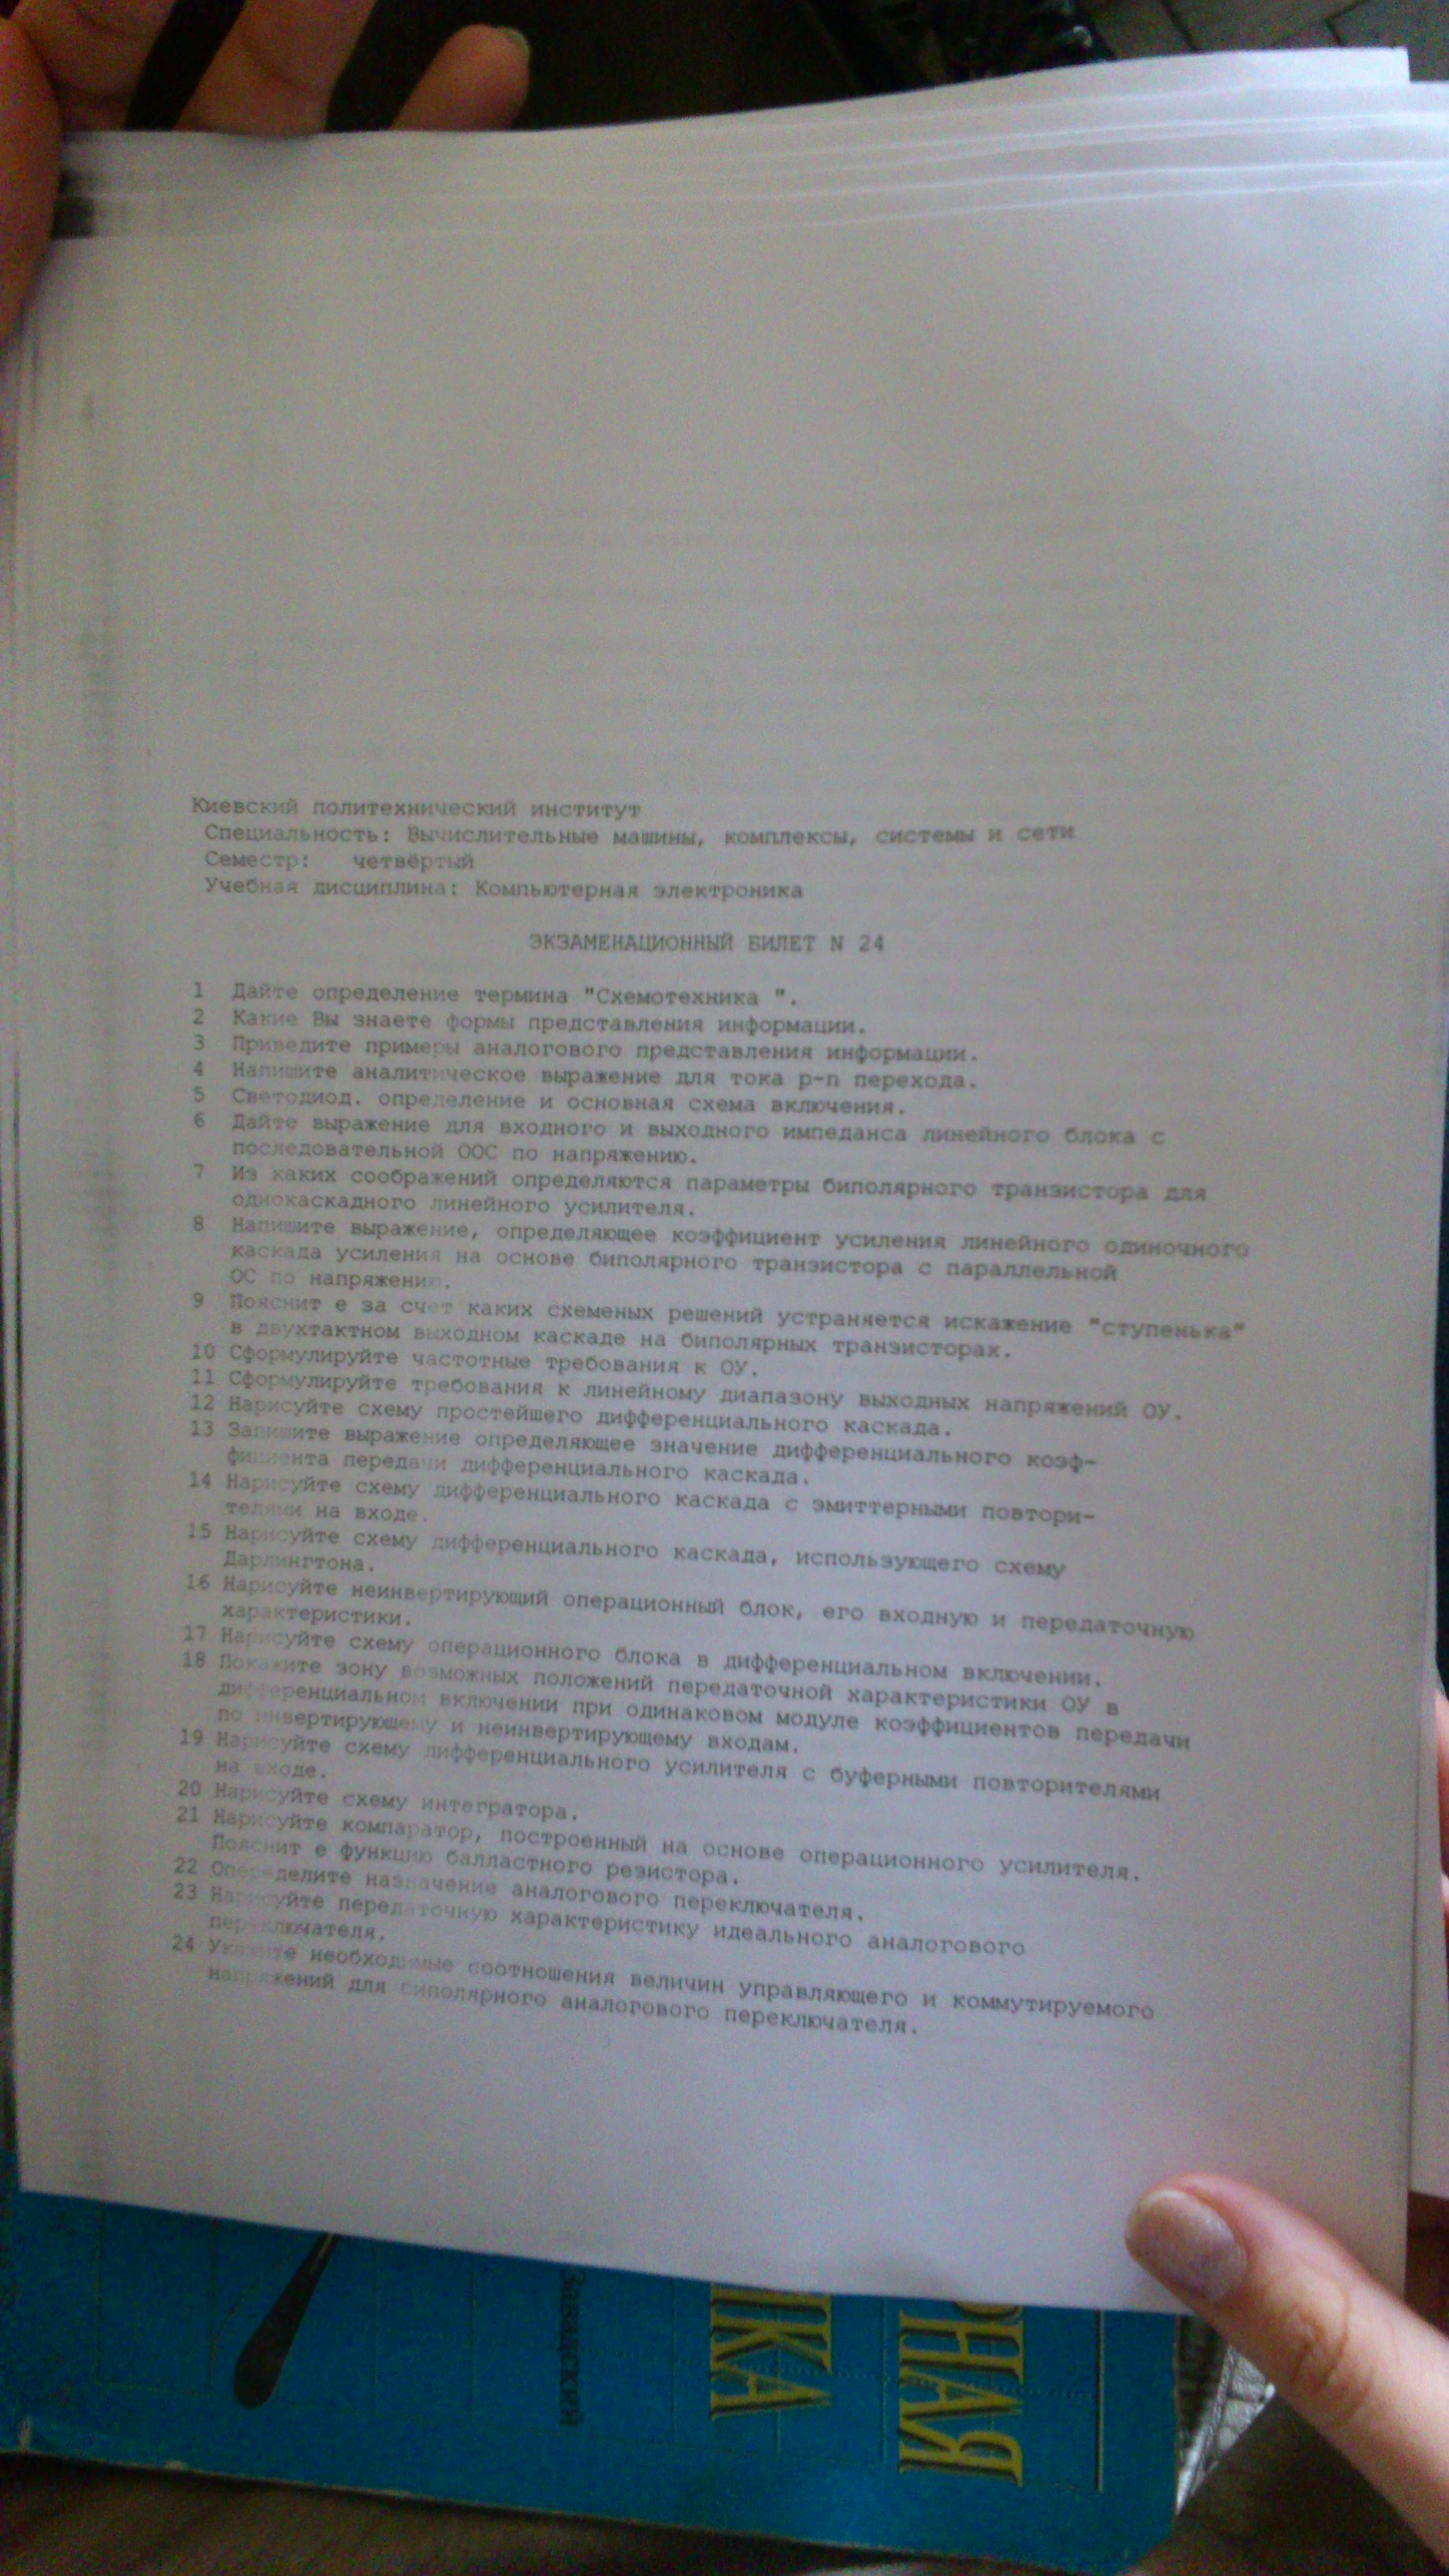 Киевский политехнический институт
Специальность: Вычислительные машины, комплексы, системы и сети
Семестр: четвёртый
Учебная дисциплина: Компьютерная электроника
ЭКЗАМЕНАЦИОННЫЙ БИЛЕТ N 24
1 Дайте определение термина "Схемотехника ".
2 Какие Вы знаете формы представления информации.
3 Приведите примеры аналогового представления информации.
4 Напишите аналитическое выражение для тока p-n перехода.
5 Светодиод. определение и основная схема включения.
6 Дайте выражение для входного и выходного импеданса линейного блока с
последовательной ООС по напряжению.
7 Из каких соображений определяются параметры биполярного транзистора для
однокаскадного линейного усилителя.
8 Напишите выражение, определяющее коэффициент усиления линейного одиночного
каскада усиления на основе биполярного транзистора с параллельной
ОС по напряжению.
9 Пояснит е за счет каких схеменых решений устраняется искажение "ступенька"
в двухтактном выходном каскаде на биполярных транзисторах.
10 Сформулируйте частотные требования к ОУ.
11 Сформулируйте требования к линейному диапазону выходных напряжений ОУ.
12 Нарисуйте схему простейшего дифференциального каскада.
13 Запишите выражение определяющее значение дифференциального коэф-
фициента передачи дифференциального каскада.
14 Нарисуйте схему дифференциального каскада с эмиттерными повтори-
телями на входе.
15 Нарисуйте схему дифференциального каскада, использующего схему
Дарлингтона.
16 Нарисуйте неинвертирующий операционный блок, его входную и передаточную
характеристики.
17 Нарисуйте схему операционного блока в дифференциальном включении.
18 Покажите зону возможных положений передаточной характеристики ОУ в
дифференциальном включении при одинаковом модуле коэффициентов передачи
по инвертирующему и неинвертирующему входам.
19 Нарисуйте схему дифференциального усилителя с буферными повторителями
на входе.
20 Нарисуйте схему интегратора.
21 Нарисуйте компаратор, построенный на основе операционного усилителя.
Пояснит е функцию балластного резистора.
22 Определите назначение аналогового переключателя.
23 Нарисуйте передаточную характеристику идеального аналогового
переключателя.
24 Укажите необходимые соотношения величин управляющего и коммутируемого
напряжений для биполярного аналогового переключателя.